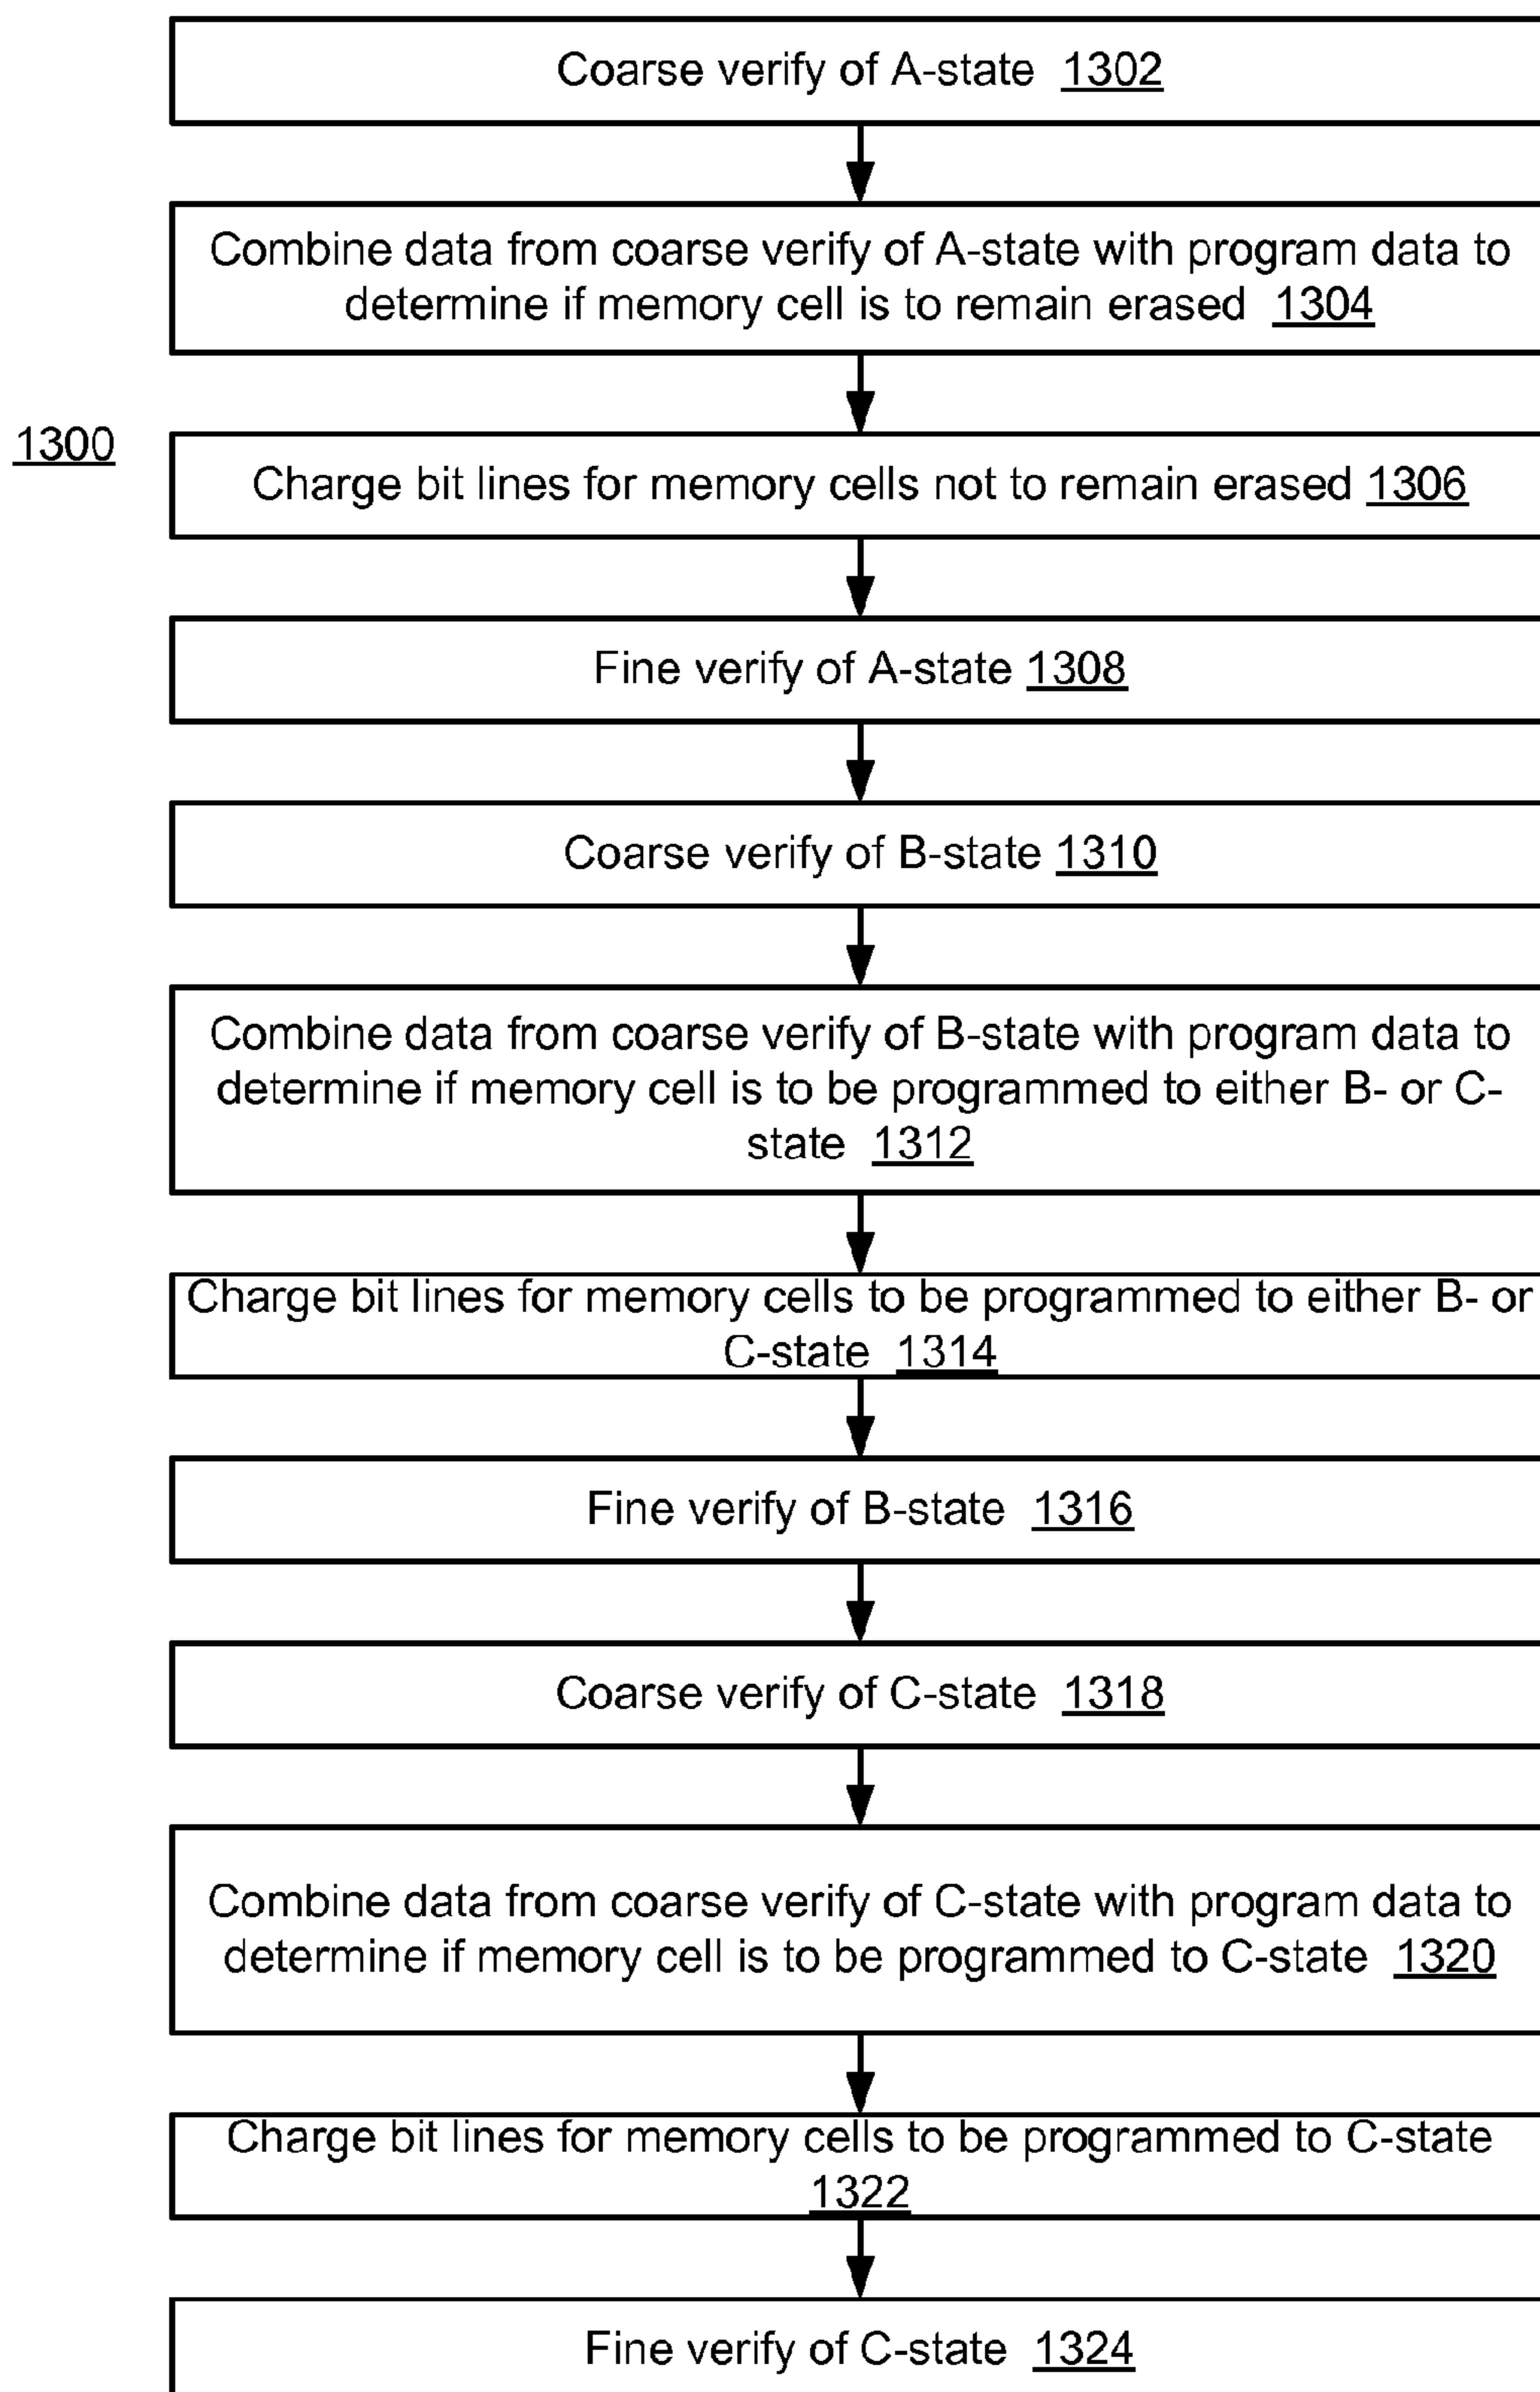 Coarse verify of A-state 1302
Combine data from coarse verify of A-state with program data to
determine if memory cell is to remain erased 1304
1300
Charge bit lines for memory cells not to remain erased 1306
Fine verify of A-state 1308
Coarse verify of B-state 1310
Combine data from coarse verify of B-state with program data to
determine if memory cell is to be programmed to either B- or C-
state 1312
Charge bit lines for memory cells to be programmed to either B- or
C-state 1314
Fine verify of B-state 1316
Coarse verify of C-state 1318
Combine data from coarse verify of C-state with program data to
determine if memory cell is to be programmed to C-state 1320
Charge bit lines for memory cells to be programmed to C-state
1322
Fine verify of C-state 1324